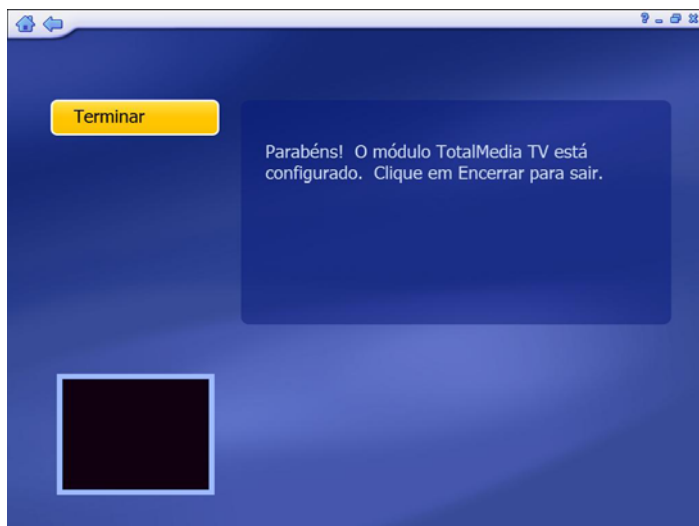 ?
Terminar
Parabéns! O módulo TotalMedia TV está
configurado. Clique em Encerrar para sair.